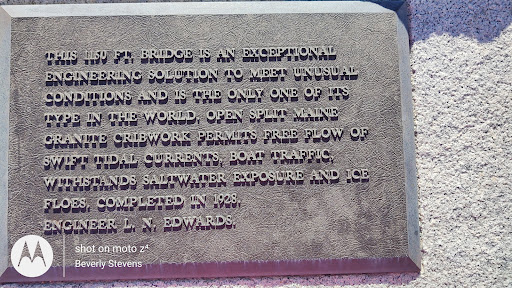 THIS 1150 FT. BRIDGE IS AN EXCEPTIONAL
ENGINEERING SOLUTION TO MEET UNUSUAL
CONDITIONS AND IS THE ONLY ONE OF ITS
TYPE IN THE WORLD, OPEN SPLIT MAINE
GRANITE CRIBWORK PERMITS FREE FLOW OF
SWIFT TIDAL CURRENTS, BOAT TRAFFIC,
WITHSTANDS SALTWATER EXPOSURE AND ICE
FLOES, COMPLETED IN 1928,
ENGINEER L. N. EDWARDS.
shot on moto z⁴
Beverly Stevens